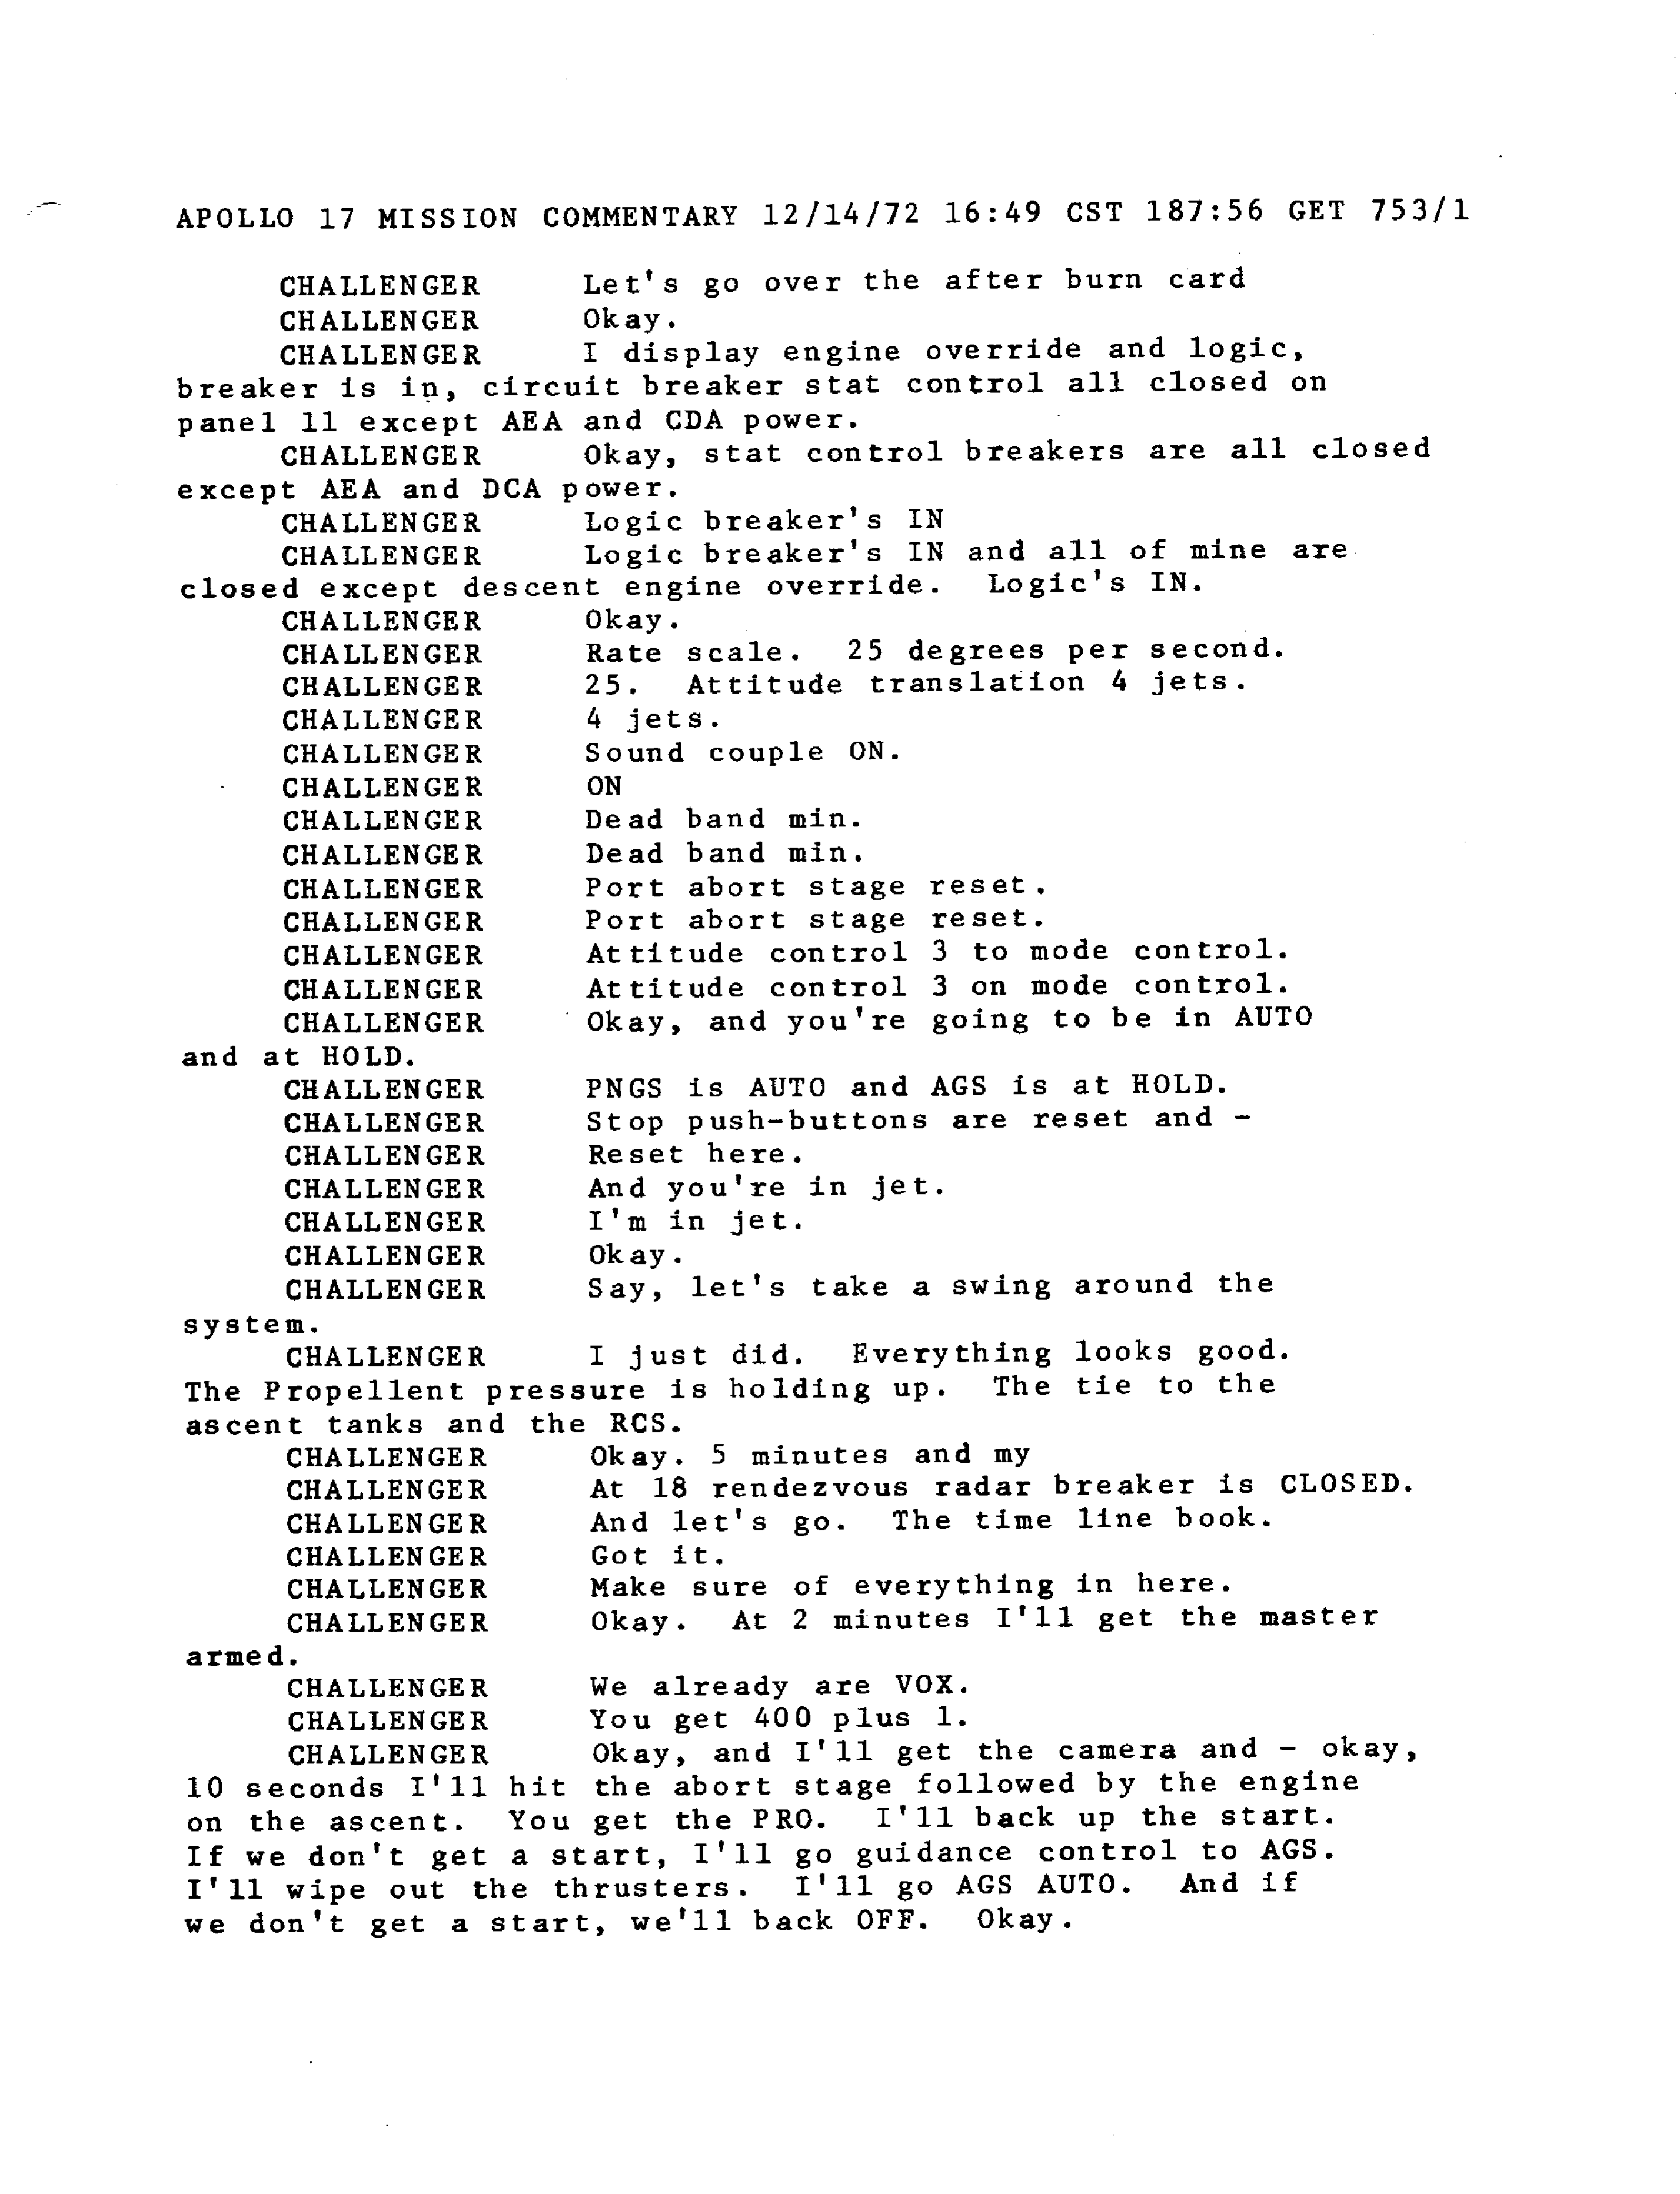 APOLLO 17 MISSION COMMENTARY 12/14/72 16:49 CST 187:56 GET 753/1
CHALLENGER Let's go over the after burn card
CHALLENGER Okay.
CHALLENGER I display engine override and logic,
breaker is in, circuit breaker stat control all closed on
panel 11 except AEA and CDA power.
CHALLENGER Okay, stat control breakers are all closed
except AEA and DCA power.
CHALLENGER Logic breaker's IN
CHALLENGER Logic breaker's IN and all of mine are
closed except descent engine override. Logic's IN.
CHALLENGER Okay.
CHALLENGER Rate scale. 25 degrees per second.
CHALLENGER 25. Attitude translation 4 jets.
CHALLENGER 4 jets.
CHALLENGER Sound couple ON.
CHALLENGER ON
CHALLENGER Dead band min.
CHALLENGER Dead band min.
CHALLENGER Port abort stage reset.
CHALLENGER Port abort stage reset.
CHALLENGER Attitude control 3 to mode control.
CHALLENGER Attitude control 3 on mode control.
CHALLENGER Okay, and you're going to be in AUTO
and at HOLD.
CHALLENGER PNGS is AUTO and AGS is at HOLD.
CHALLENGER Stop push-buttons are reset and -
CHALLENGER Reset here.
CHALLENGER And you're in jet.
CHALLENGER I'm in jet.
CHALLENGER Okay.
CHALLENGER Say, let's take a swing around the
system.
CHALLENGER I just did. Everything looks good.
The Propellent pressure is holding up. The tie to the
ascent tanks and the RCS.
CHALLENGER Okay. 5 minutes and my
CHALLENGER At 18 rendezvous radar breaker is CLOSED.
CHALLENGER And let's go. The time line book.
CHALLENGER Got it.
CHALLENGER Make sure of everything in here.
CHALLENGER Okay. At 2 minutes I'll get the master
armed.
CHALLENGER We already are VOX.
CHALLENGER You get 400 plus 1.
CHALLENGER Okay, and I'll get the camera and - okay,
10 seconds I'll hit the abort stage followed by the engine
on the ascent. You get the PRO. I'll back up the start.
If we don't get a start, I'll go guidance control to AGS.
I'll wipe out the thrusters. I'll go AGS AUTO. And if
we don't get a start, we'll back OFF. Okay.